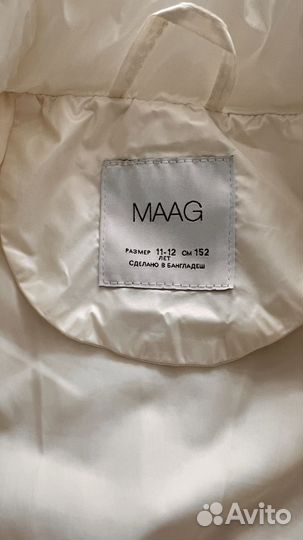 MAAG
РАЗМЕР 11-12 СМ 152
ЛЕТ
СДЕЛАНО В БАНГЛАДЕШ
Avito